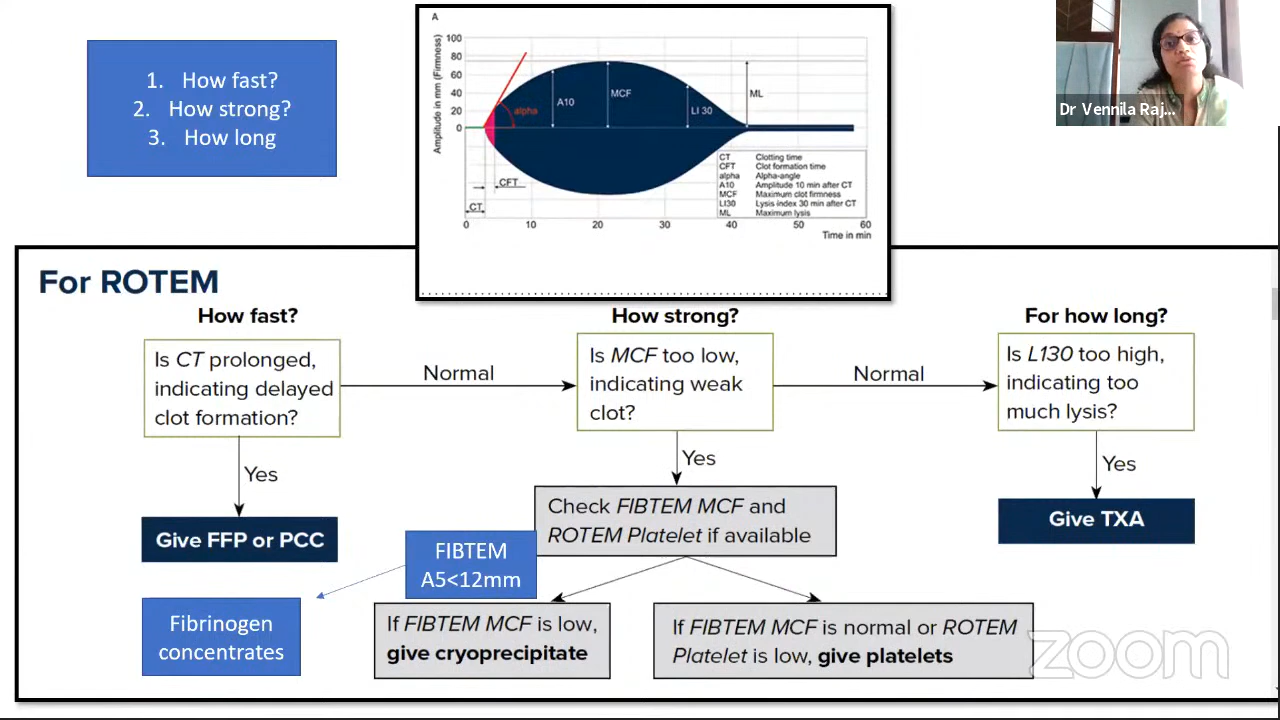 1. How fast?
2. How strong?
3. How long
A
Amplitude in mm (Firmness)
100
80
60
40
20
0
alpha
A10
MCF
LI 30
ML
CFT
CT
CT Clotting time
CFT Clot formation time
alpha Alpha-angle
A10 Amplitude 10 min after CT
MCF Maximum clot firmness
LI30 Lysis index 30 min after CT
ML Maximum lysis
0 10 20 30 40 50 60
Time in min
Dr Vennila Raj...
For ROTEM
How fast?
Is CT prolonged,
indicating delayed
clot formation?
Normal
Yes
Give FFP or PCC
How strong?
Is MCF too low,
indicating weak
clot?
Normal
Yes
Check FIBTEM MCF and
ROTEM Platelet if available
FIBTEM
A5<12mm
Fibrinogen
concentrates
If FIBTEM MCF is low,
give cryoprecipitate
If FIBTEM MCF is normal or ROTEM
Platelet is low, give platelets
For how long?
Is L130 too high,
indicating too
much lysis?
Yes
Give TXA
zoom